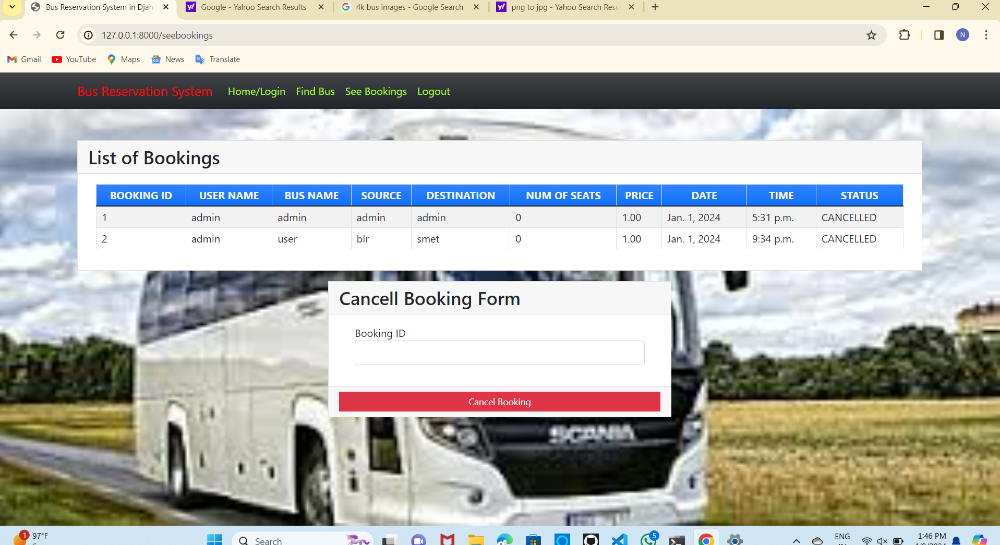 Bus Reservation System in Djan
Google - Yahoo Search Results
4k bus images - Google Search
png to jpg - Yahoo Search Resu
127.0.0.1:8000/seebookings
N
Gmail YouTube Maps News Translate
Bus Reservation System Home/Login Find Bus See Bookings Logout
List of Bookings
BOOKING ID USER NAME BUS NAME SOURCE DESTINATION NUM OF SEATS PRICE DATE TIME STATUS
1 admin admin admin admin 0 1.00 Jan. 1, 2024 5:31 p.m. CANCELLED
2 admin user blr smet 0 1.00 Jan. 1, 2024 9:34 p.m. CANCELLED
Cancell Booking Form
Booking ID
Cancel Booking
SCANIA
1 97°F
Search
5
ENG
1:46 PM